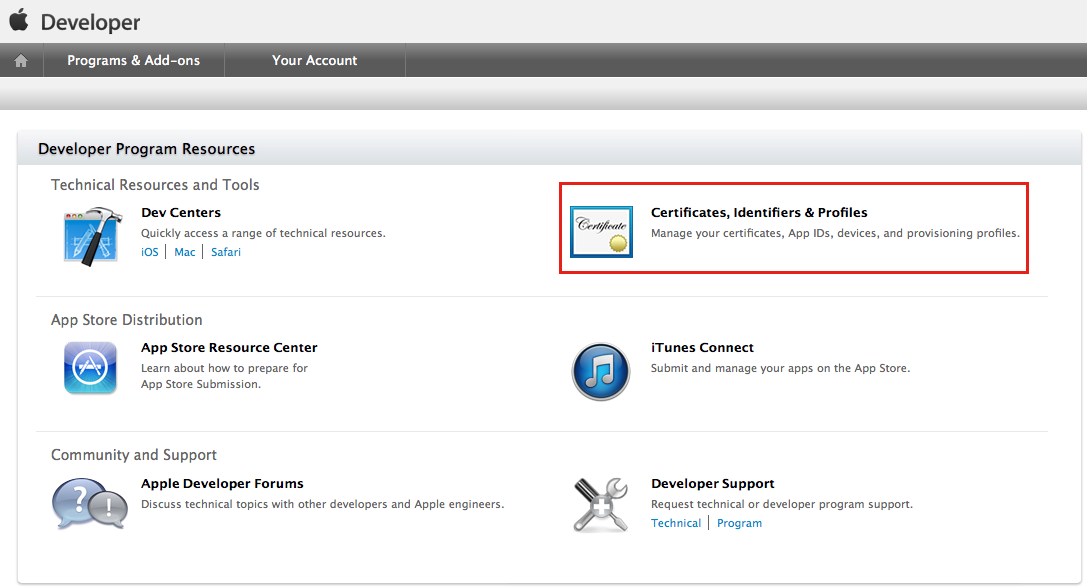 Developer
Programs & Add-ons
Your Account
Developer Program Resources
Technical Resources and Tools
Dev Centers
Quickly access a range of technical resources.
iOS | Mac | Safari
Certificate
Certificates, Identifiers & Profiles
Manage your certificates, App IDs, devices, and provisioning profiles.
App Store Distribution
App Store Resource Center
Learn about how to prepare for
App Store Submission.
iTunes Connect
Submit and manage your apps on the App Store.
Community and Support
Apple Developer Forums
Discuss technical topics with other developers and Apple engineers.
Developer Support
Request technical or developer program support.
Technical | Program